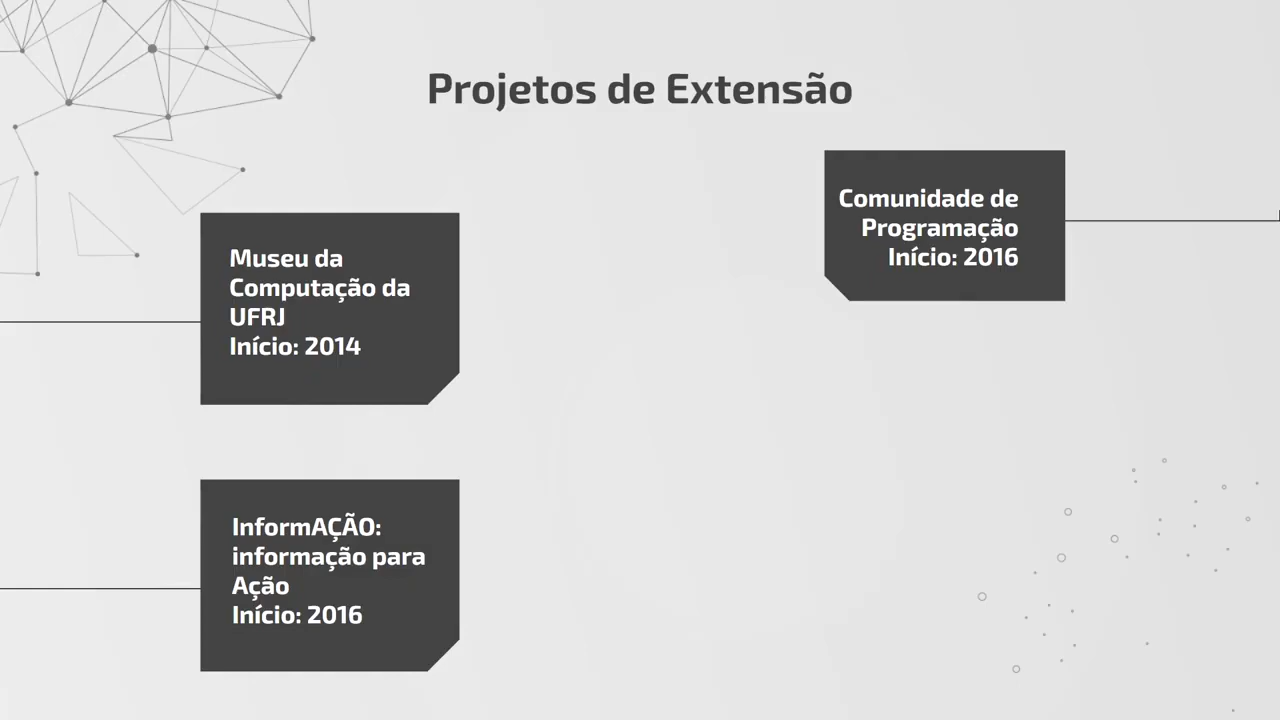 Projetos de Extensão
Museu da
Computação da
UFRJ
Início: 2014
Comunidade de
Programação
Início: 2016
InformAÇÃO:
informação para
Ação
Início: 2016